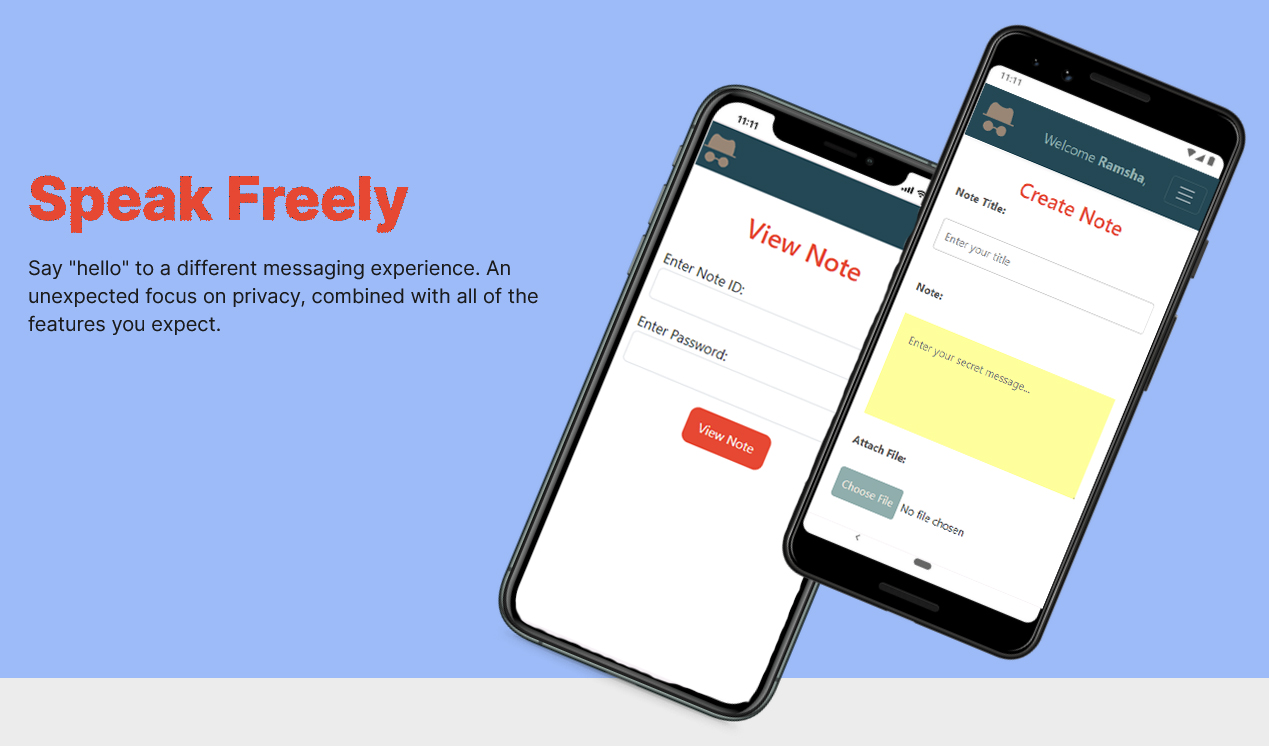 Speak Freely
Say "hello" to a different messaging experience. An
unexpected focus on privacy, combined with all of the
features you expect.
11:11
View Note
Enter Note ID:
Enter Password:
View Note
11:11
Welcome Ramsha,
Create Note
Note Title:
Enter your title
Note:
Enter your secret message...
Attach File:
Choose File No file chosen